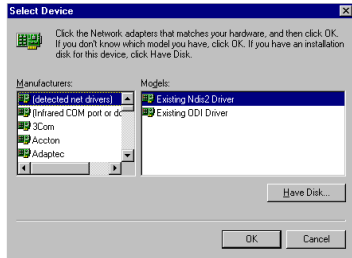 Select Device
Click the Network adapters that matches your hardware, and then click OK.
If you don't know which model you have, click OK. If you have an installation
disk for this device, click Have Disk.
Manufacturers:
(detected net drivers)
(Infrared COM port or dc
3Com
Accton
Adaptec
Models:
Existing Ndis2 Driver
Existing ODI Driver
Have Disk...
OK
Cancel